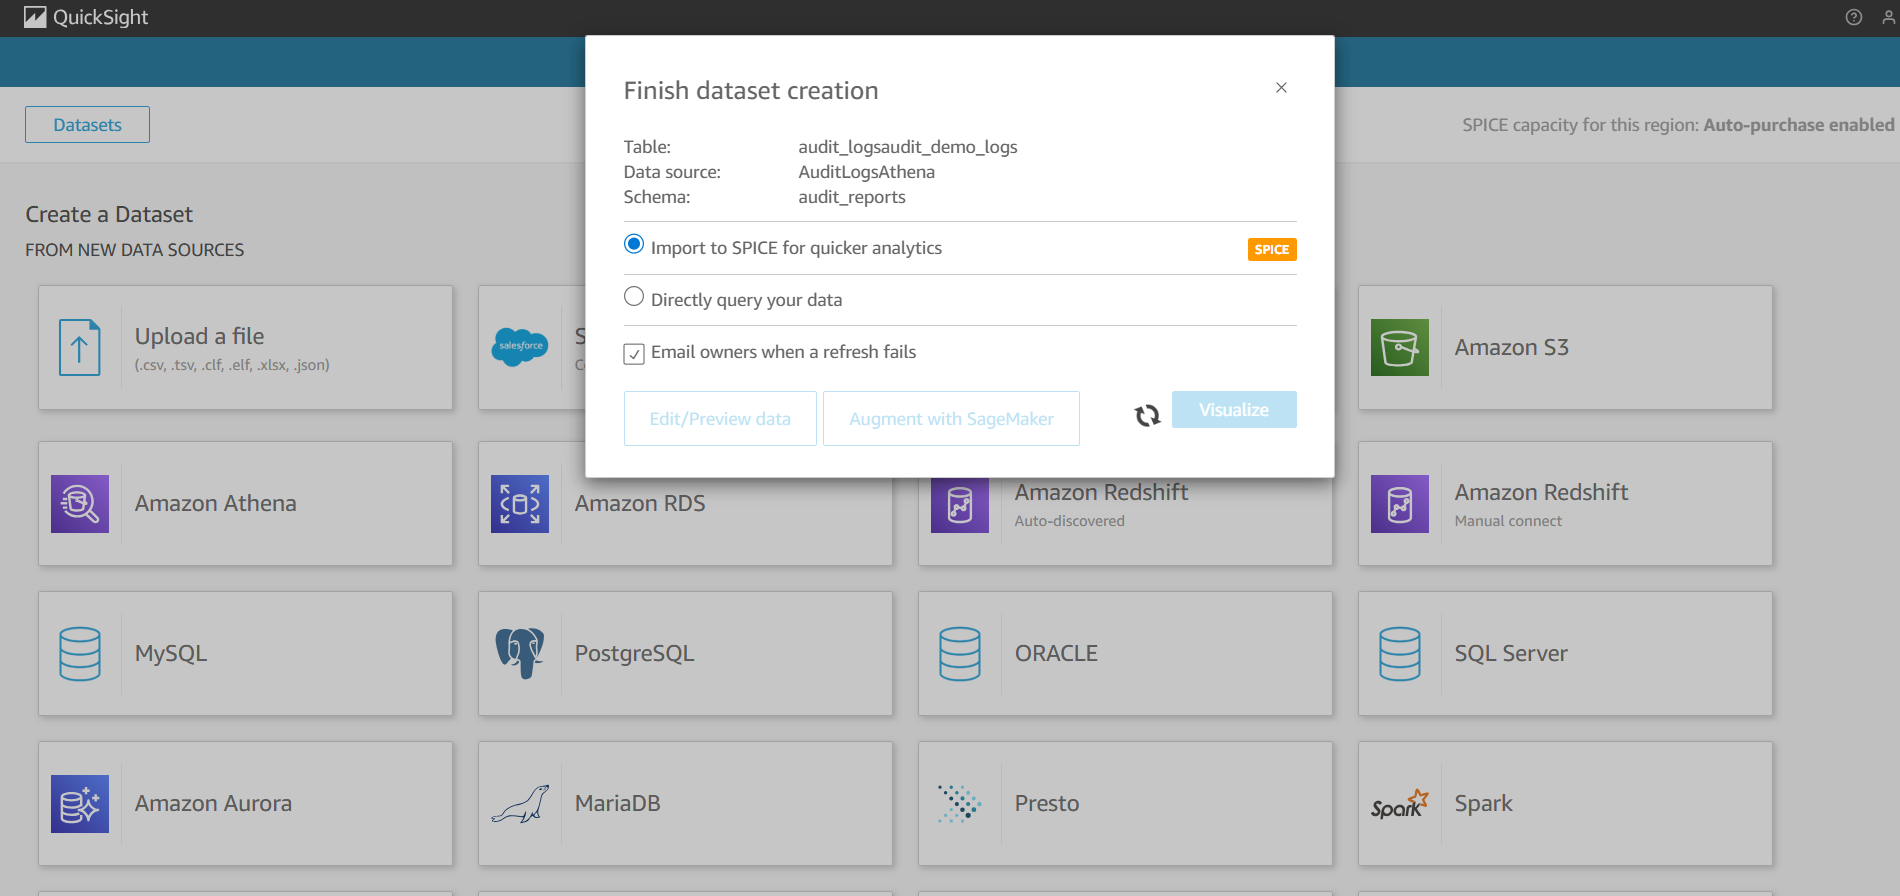 QuickSight
Datasets
SPICE capacity for this region: Auto-purchase enabled
Finish dataset creation
Table: audit_logsaudit_demo_logs
Data source: AuditLogsAthena
Schema: audit_reports
Import to SPICE for quicker analytics SPICE
Directly query your data
Email owners when a refresh fails
Edit/Preview data Augment with SageMaker Visualize
Create a Dataset
FROM NEW DATA SOURCES
Upload a file
(.csv, .tsv, .clf, .elf, .xlsx, .json)
salesforce
Amazon S3
Amazon Athena
Amazon RDS
Amazon Redshift
Auto-discovered
Amazon Redshift
Manual connect
MySQL
PostgreSQL
ORACLE
SQL Server
Amazon Aurora
MariaDB
Presto
Spark
Spark